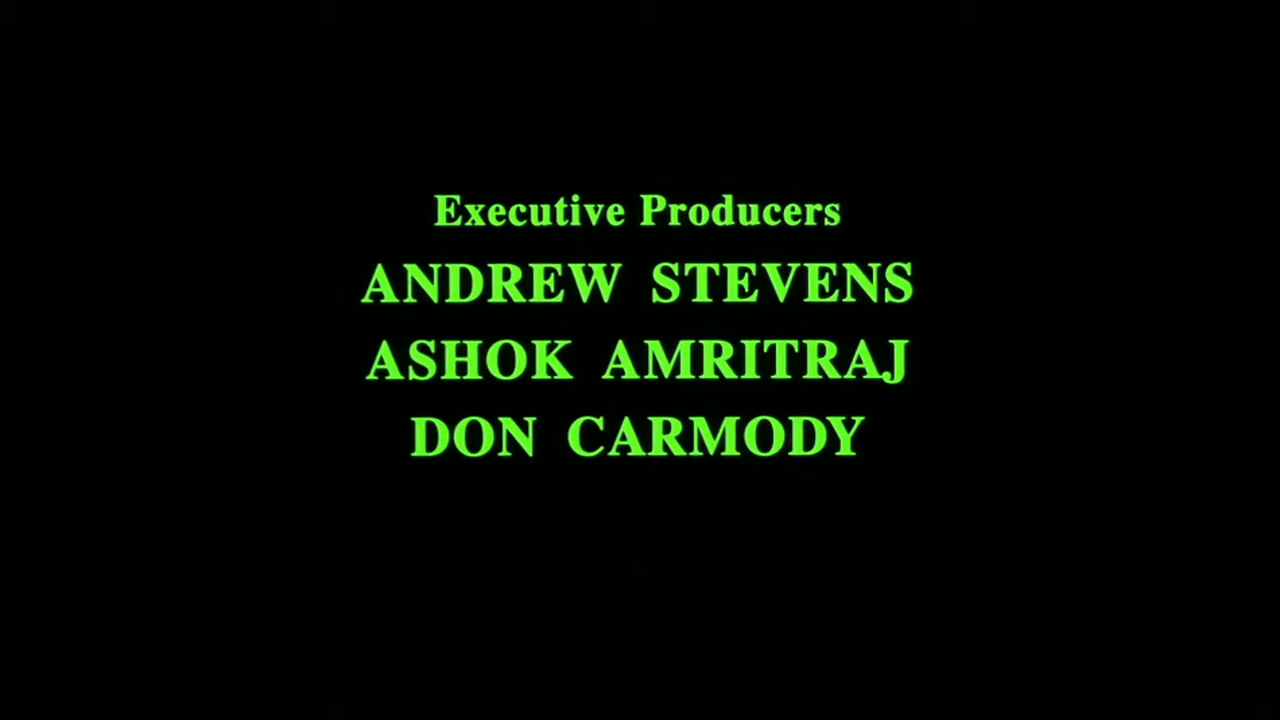 Executive Producers
ANDREW STEVENS
ASHOK AMRITRAJ
DON CARMODY